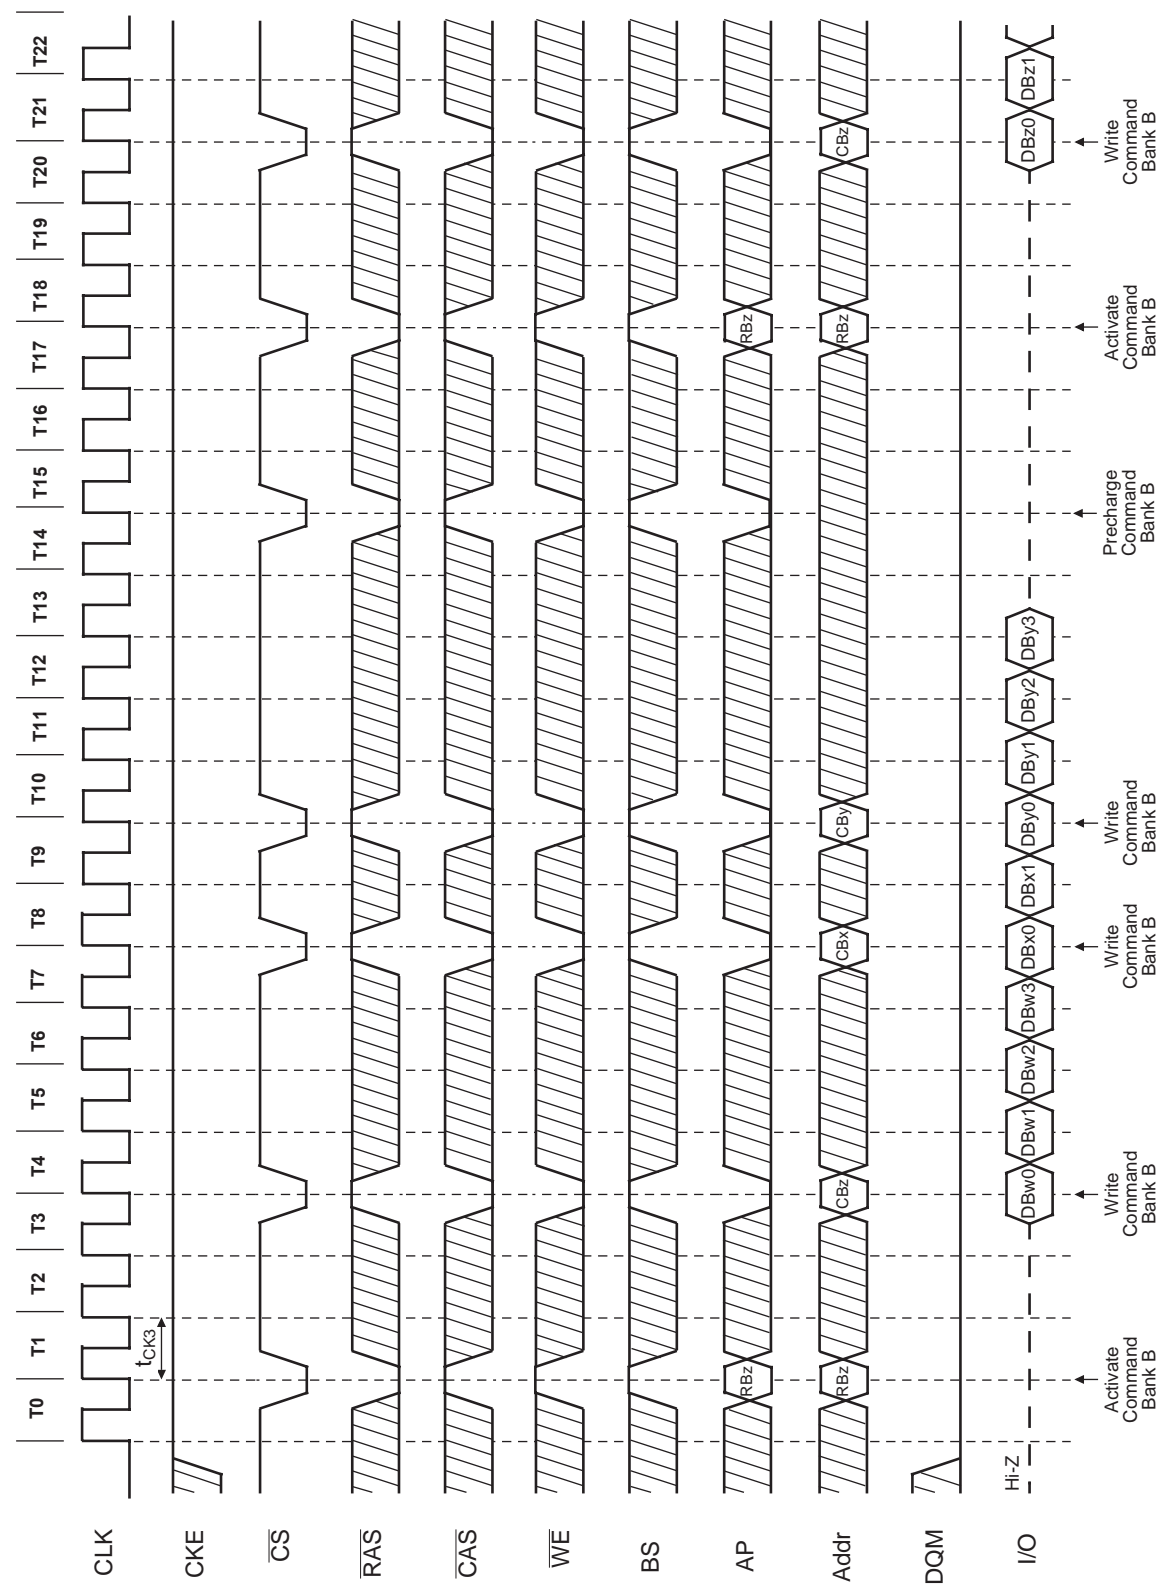 T0 T1 T2 T3 T4 T5 T6 T7 T8 T9 T10 T11 T12 T13 T14 T15 T16 T17 T18 T19 T20 T21 T22
CLK
tCK3
CKE
CS
RAS
CAS
WE
BS
AP RBz RBz
Addr RBz CBz CBx CBy RBz CBz
DQM
I/O Hi-Z DBw0 DBw1 DBw2 DBw3 DBx0 DBx1 DBy0 DBy1 DBy2 DBy3 DBz0 DBz1
Activate
Command
Bank B
Write
Command
Bank B
Write
Command
Bank B
Write
Command
Bank B
Precharge
Command
Bank B
Activate
Command
Bank B
Write
Command
Bank B